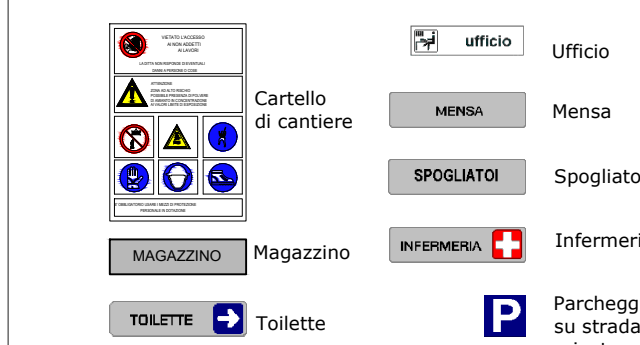 VIETATO L'ACCESSO
AI NON ADDETTI
AI LAVORI
LA DITTA NON RISPONDE DI EVENTUALI
DANNI A PERSONE O COSE
ATTENZIONE:
ZONA AD ALTO RISCHIO
POSSIBILE PRESENZA DI POLVERE
DI AMIANTO IN CONCENTRAZIONE
AI VALORI LIMITE DI ESPOSIZIONE
E' OBBLIGATORIO USARE I MEZZI DI PROTEZIONE
PERSONALE IN DOTAZIONE
Cartello
di cantiere
MAGAZZINO
Magazzino
TOILETTE
Toilette
ufficio
Ufficio
MENSA
Mensa
SPOGLIATOI
Spogliato
INFERMERIA
Infermeri
P
Parchegg
su strada